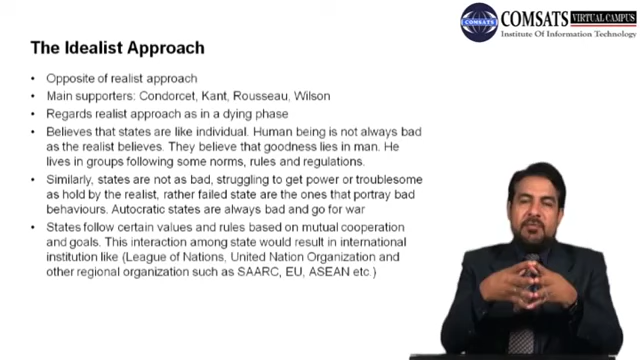 COMSATS VIRTUAL CAMPUS
Institute Of Information Technology
The Idealist Approach
• Opposite of realist approach
• Main supporters: Condorcet, Kant, Rousseau, Wilson
• Regards realist approach as in a dying phase
• Believes that states are like individual. Human being is not always bad
as the realist believes. They believe that goodness lies in man. He
lives in groups following some norms, rules and regulations.
• Similarly, states are not as bad, struggling to get power or troublesome
as hold by the realist, rather failed state are the ones that portray bad
behaviours. Autocratic states are always bad and go for war
• States follow certain values and rules based on mutual cooperation
and goals. This interaction among state would result in international
institution like (League of Nations, United Nation Organization and
other regional organization such as SAARC, EU, ASEAN etc.)